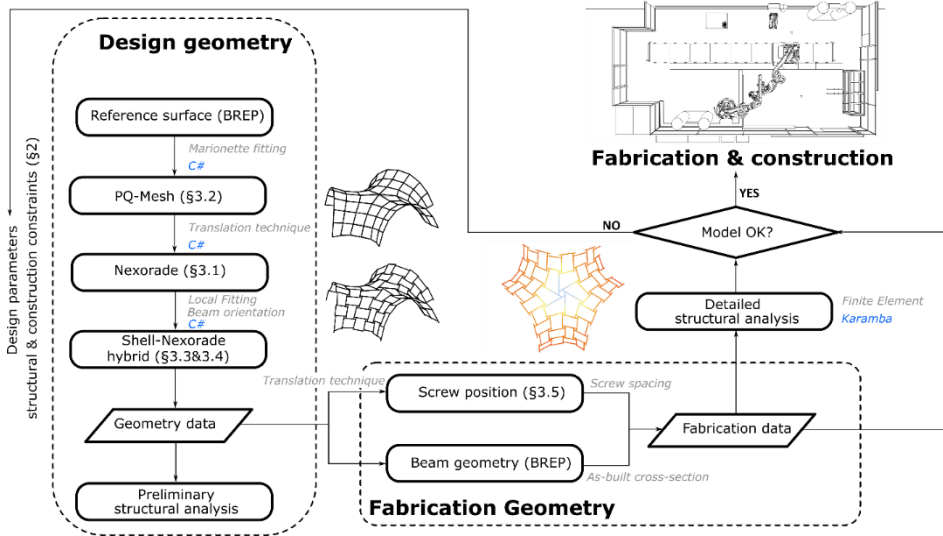 Design geometry
Reference surface (BREP)
Marionette fitting
C#
PQ-Mesh (§3.2)
Translation technique
C#
Nexorade (§3.1)
Local Fitting
Beam orientation
C#
Shell-Nexorade
hybrid (§3.3&3.4)
Geometry data
Preliminary
structural analysis
Design parameters
structural & construction constraints (§2)
Translation technique
Screw position (§3.5)
Screw spacing
Beam geometry (BREP)
As-built cross-section
Fabrication data
Fabrication Geometry
Detailed
structural analysis
Finite Element
Karamba
Model OK?
NO
YES
Fabrication & construction